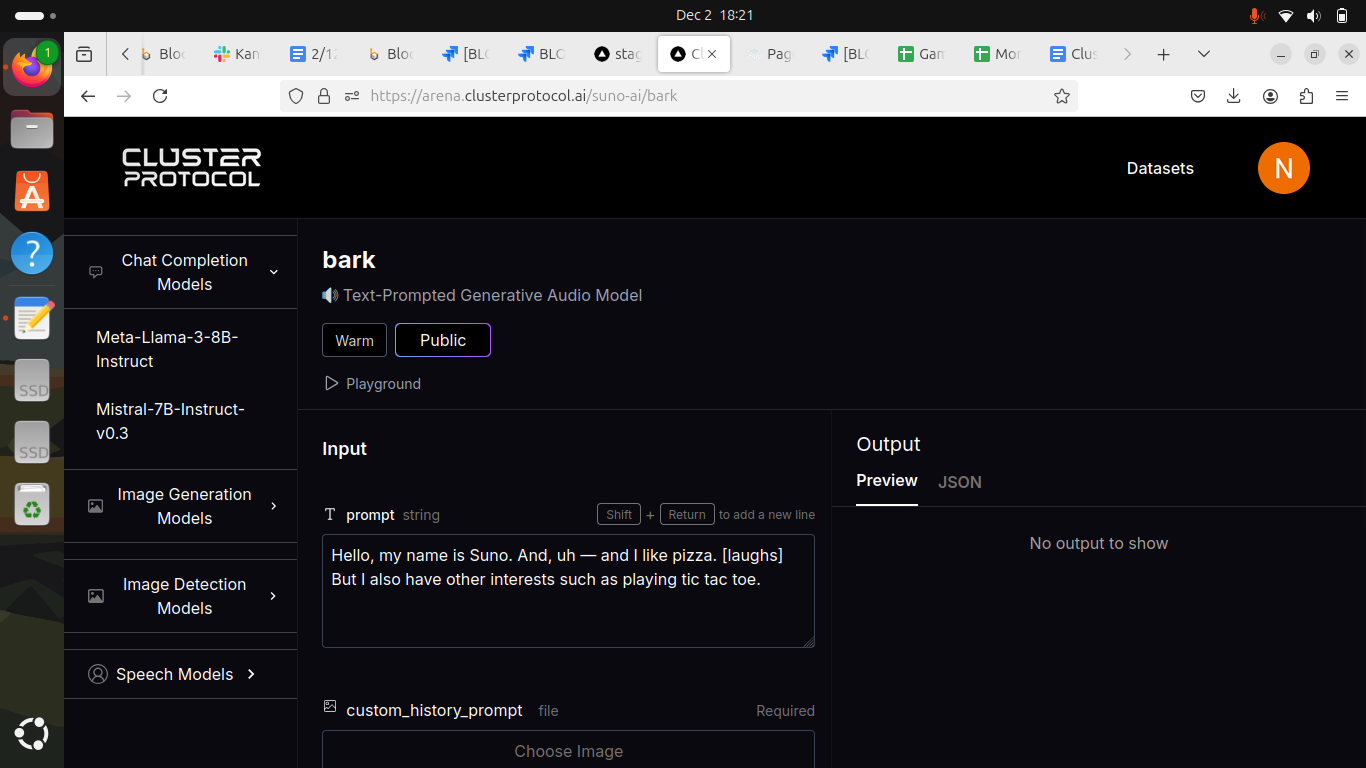 Dec 2 18:21
1
Bloc
Kan
2/12
Bloc
[BLC
BLO
stag
Cl
Pag
[BLC
Gam
Mor
Clus
https://arena.clusterprotocol.ai/suno-ai/bark
CLUSTER
PROTOCOL
Datasets
N
Chat Completion
Models
Meta-Llama-3-8B-
Instruct
Mistral-7B-Instruct-
v0.3
Image Generation
Models
Image Detection
Models
Speech Models
SSD
SSD
bark
Text-Prompted Generative Audio Model
Warm
Public
Playground
Input
T prompt string
Shift + Return to add a new line
Hello, my name is Suno. And, uh — and I like pizza. [laughs]
But I also have other interests such as playing tic tac toe.
custom_history_prompt file
Required
Choose Image
Output
Preview
JSON
No output to show